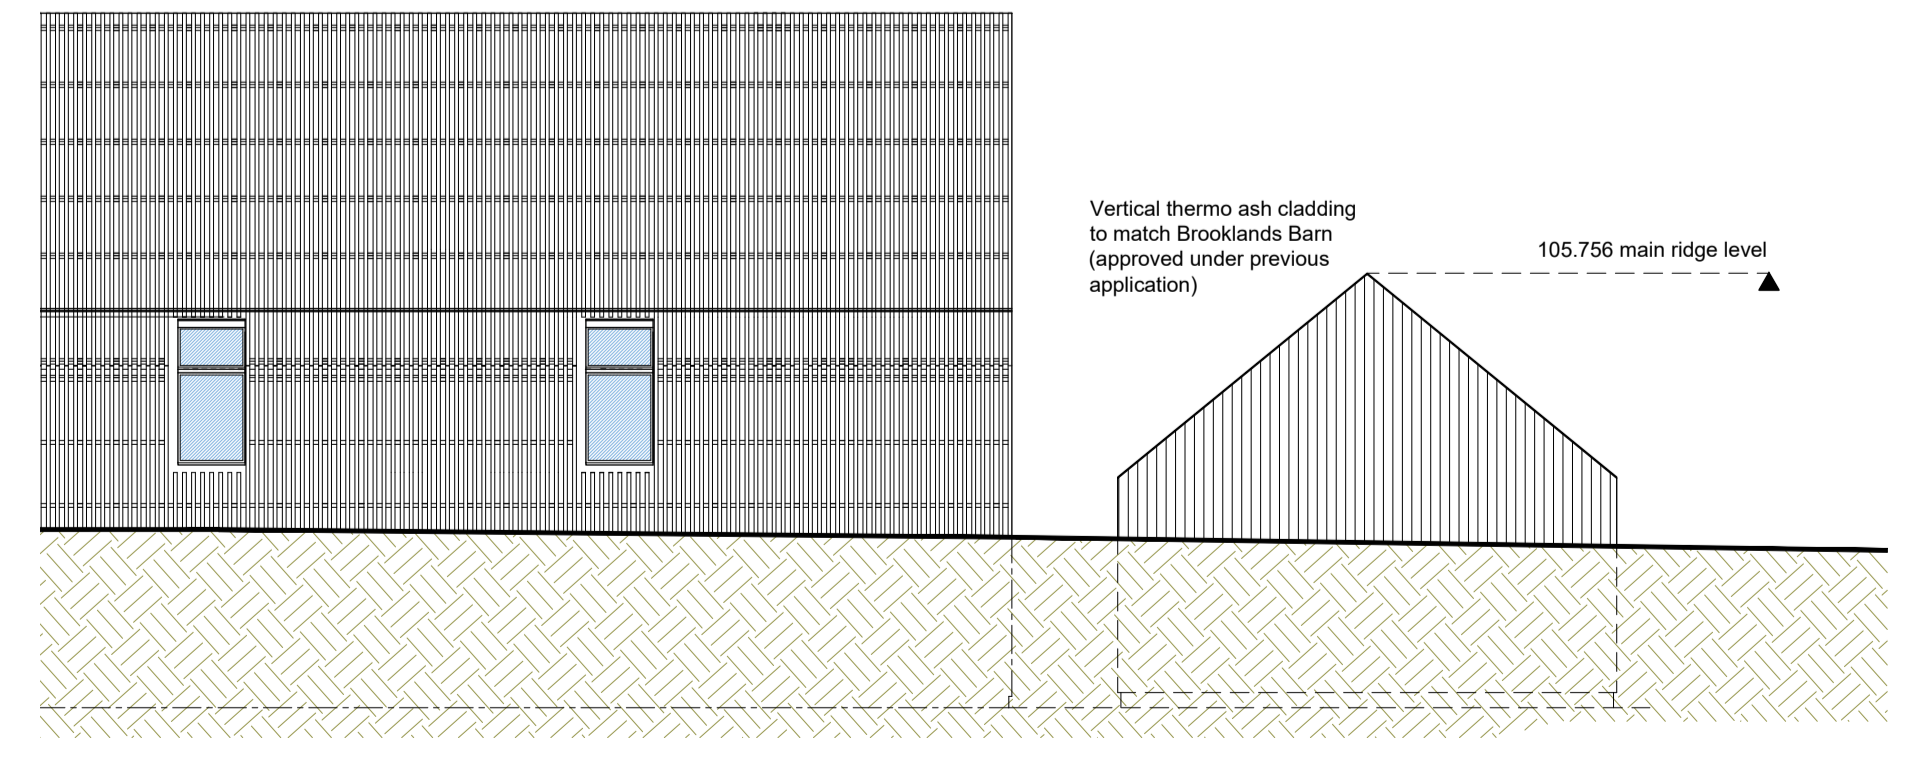 Vertical thermo ash cladding
to match Brooklands Barn
(approved under previous
application)
105.756 main ridge level